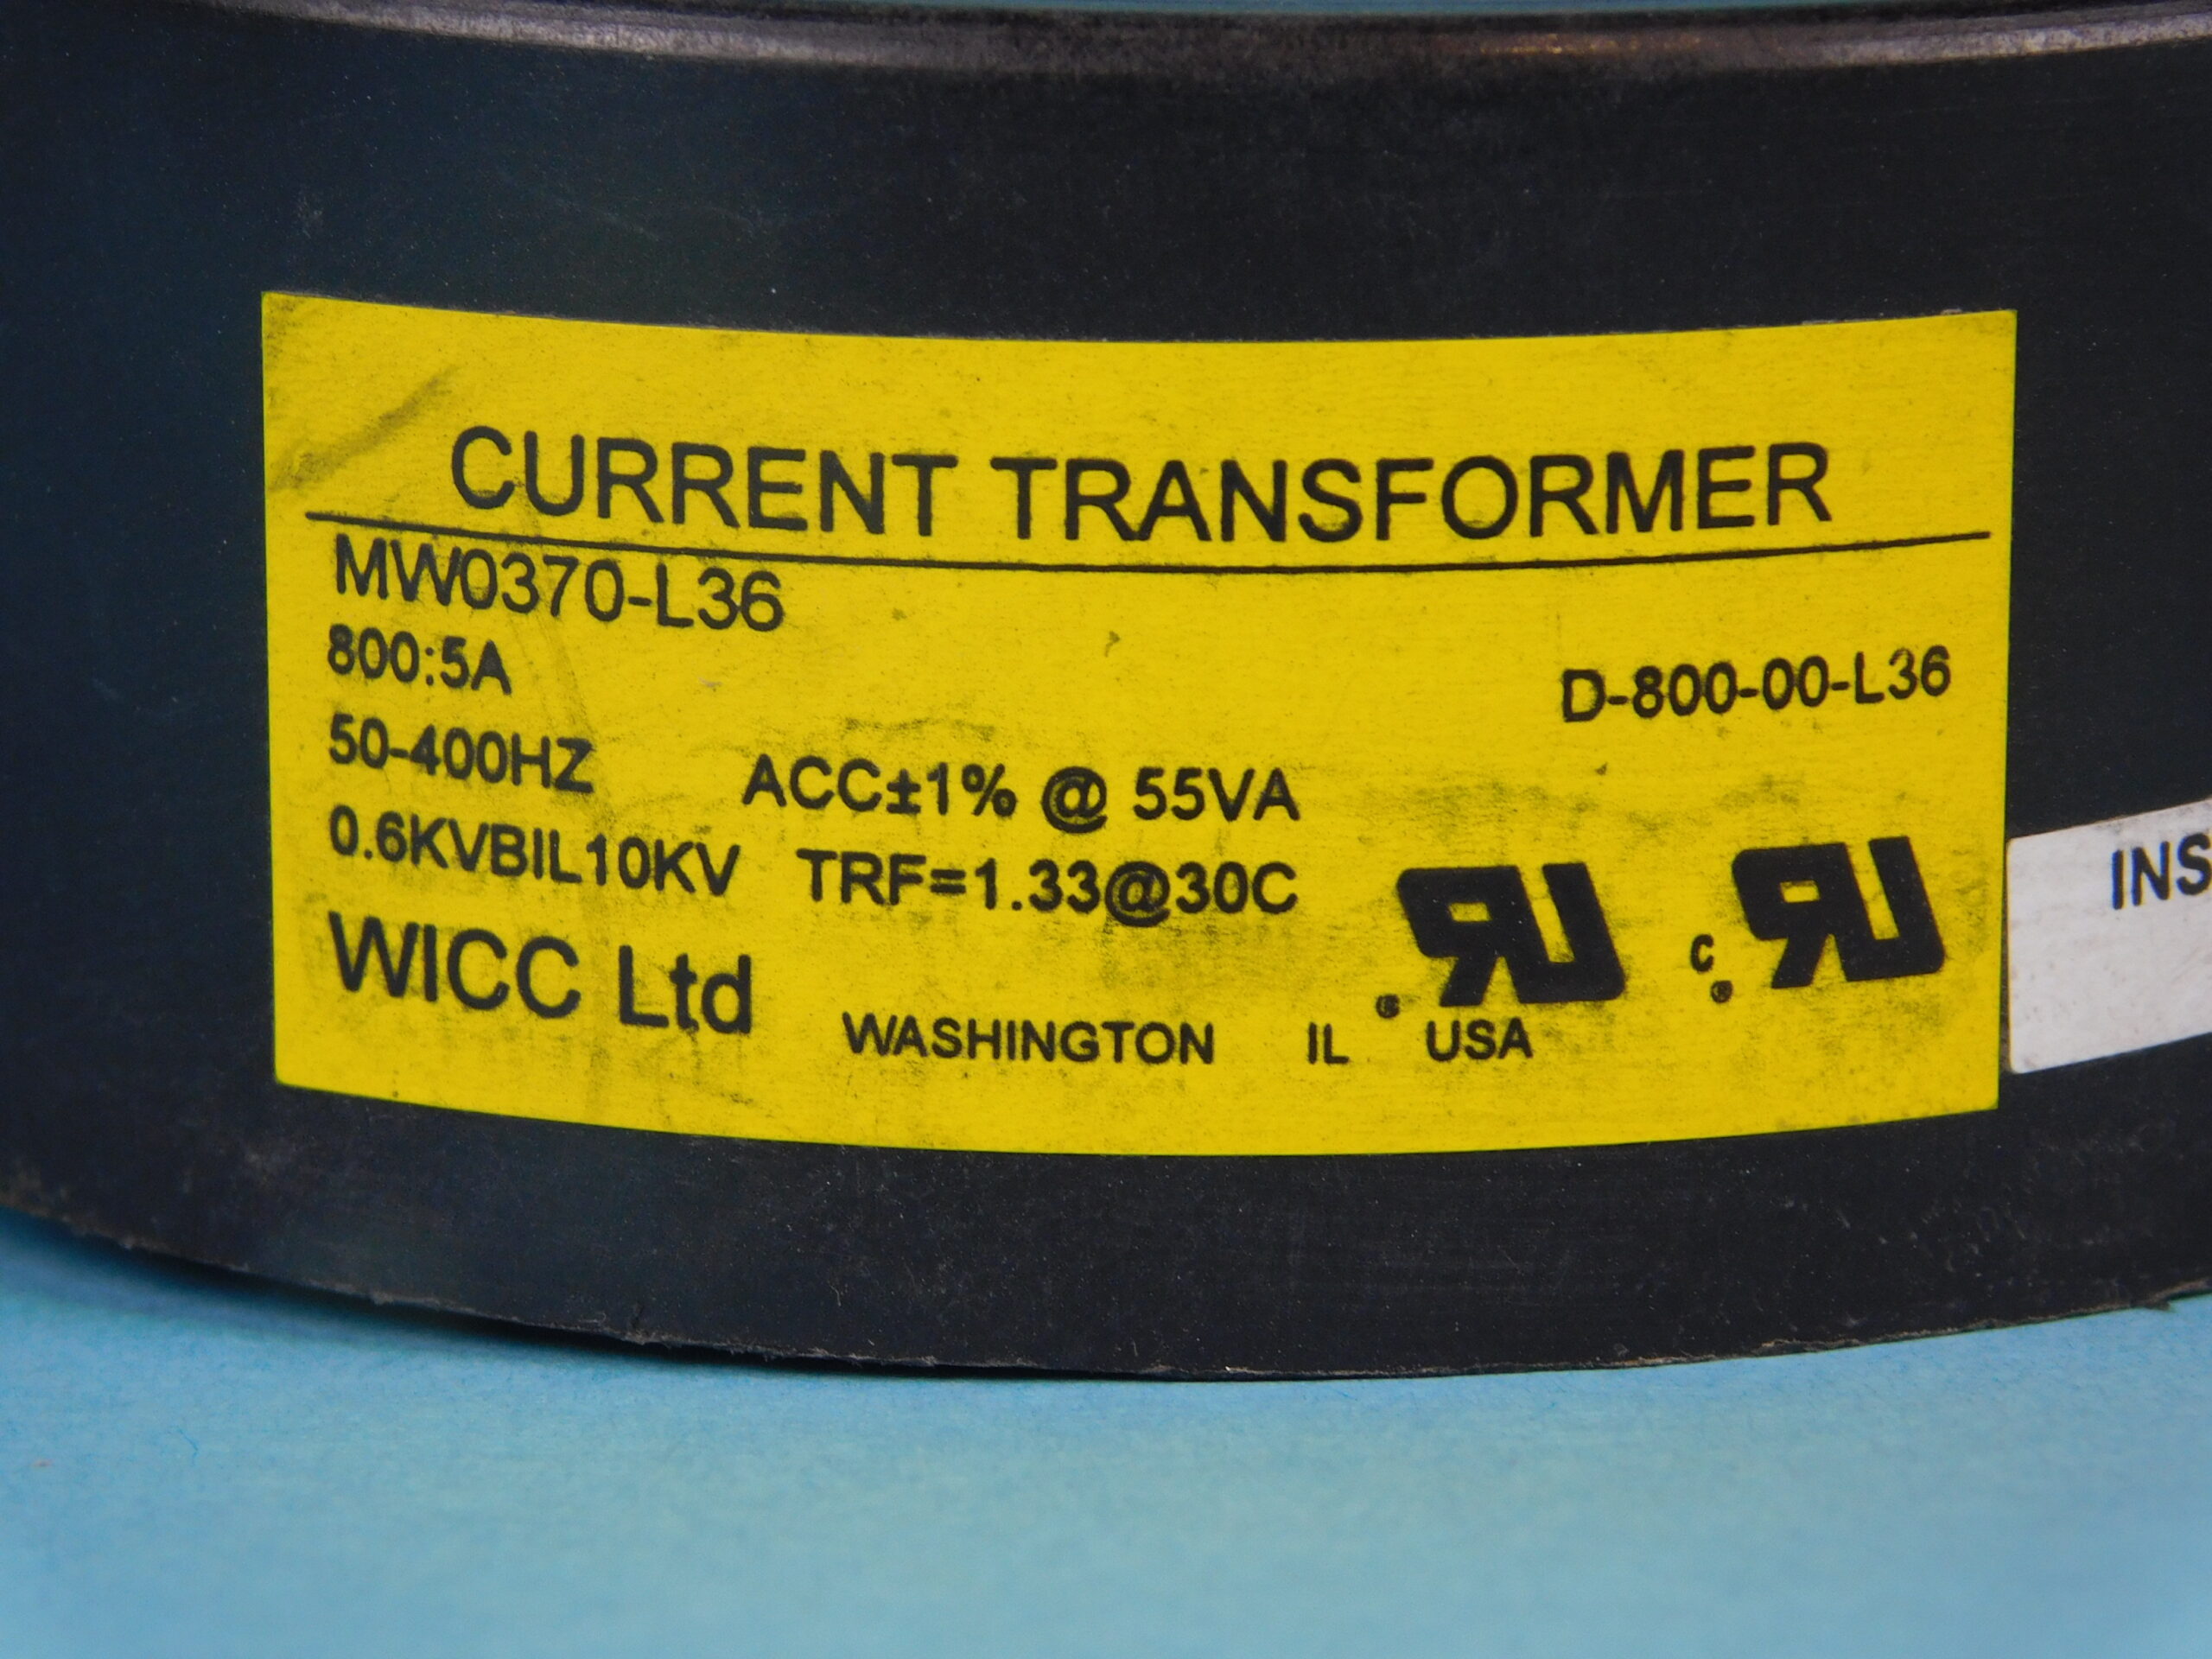 CURRENT TRANSFORMER
MW0370-L36
800:5A
D-800-00-L36
50-400HZ ACC±1% @ 55VA
0.6KVBIL10KV TRF=1.33@30C
WICC Ltd
WASHINGTON IL USA
c
INS